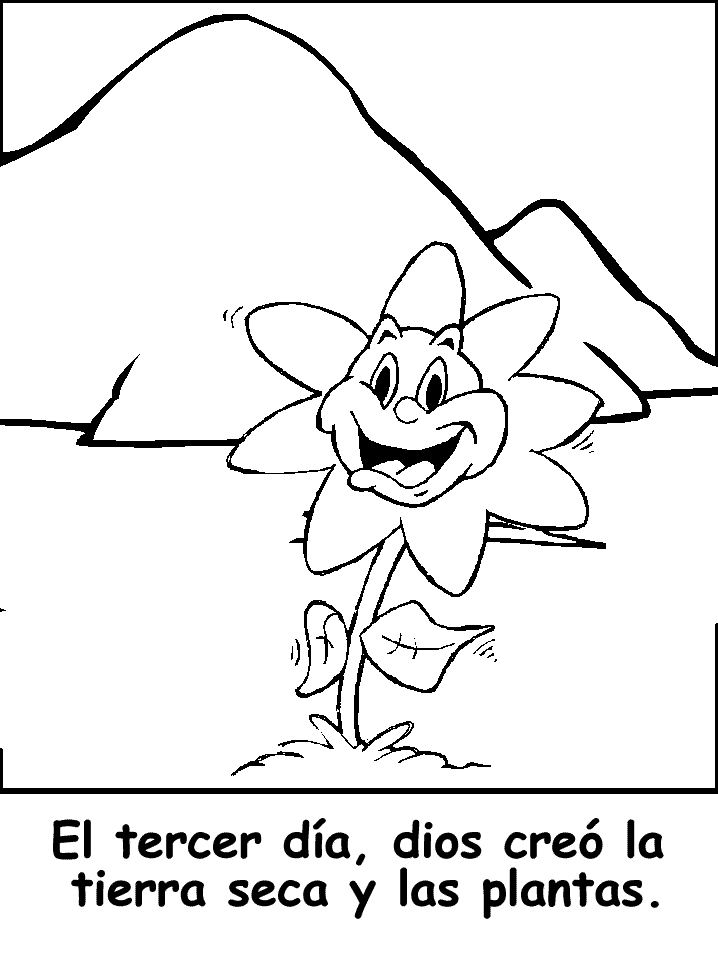 El tercer día, dios creó la
tierra seca y las plantas.